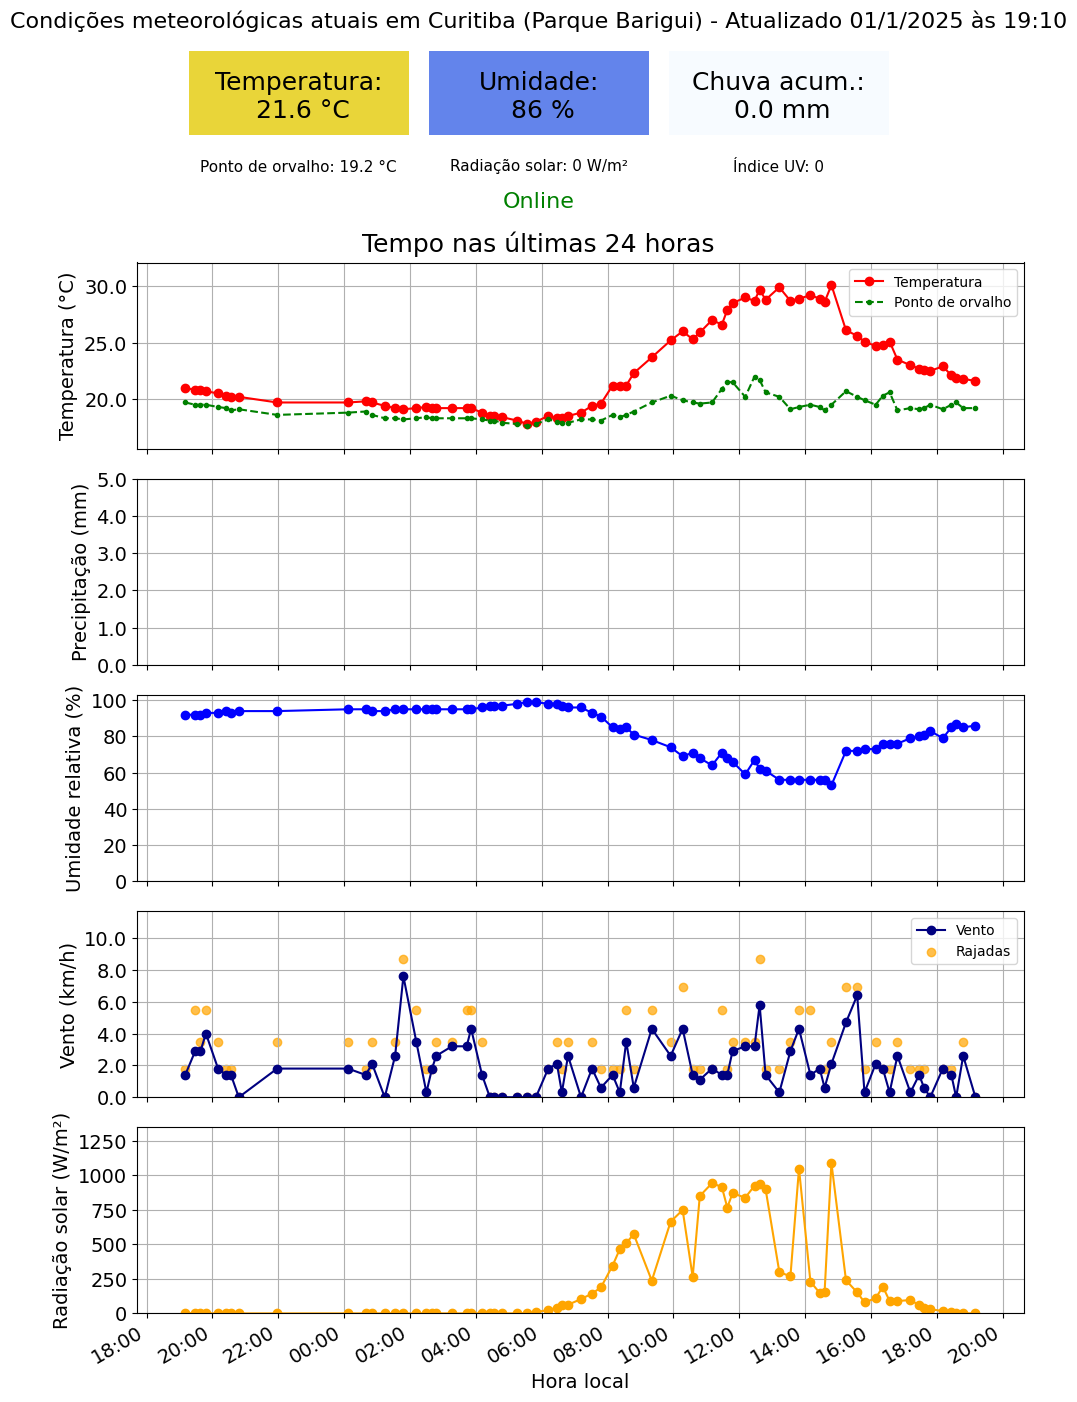 Condições meteorológicas atuais em Curitiba (Parque Barigui) - Atualizado 01/1/2025 às 19:10
Temperatura:
21.6 °C
Umidade:
86 %
Chuva acum.:
0.0 mm
Ponto de orvalho: 19.2 °C
Radiação solar: 0 W/m²
Índice UV: 0
Online
Tempo nas últimas 24 horas
Temperatura (°C)
30.0
25.0
20.0
Temperatura
Ponto de orvalho
Precipitação (mm)
5.0
4.0
3.0
2.0
1.0
0.0
Umidade relativa (%)
100
80
60
40
20
0
Vento (km/h)
10.0
8.0
6.0
4.0
2.0
0.0
Vento
Rajadas
Radiação solar (W/m²)
1250
1000
750
500
250
0
18:00 20:00 22:00 00:00 02:00 04:00 06:00 08:00 10:00 12:00 14:00 16:00 18:00 20:00
Hora local